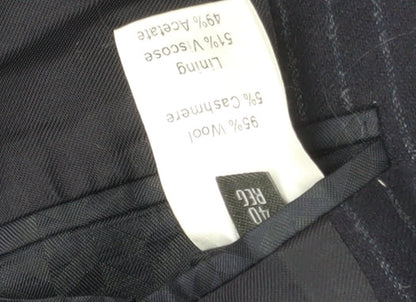 95% Wool
5% Cashmere
Lining
51% Viscose
49% Acetate
40
REG